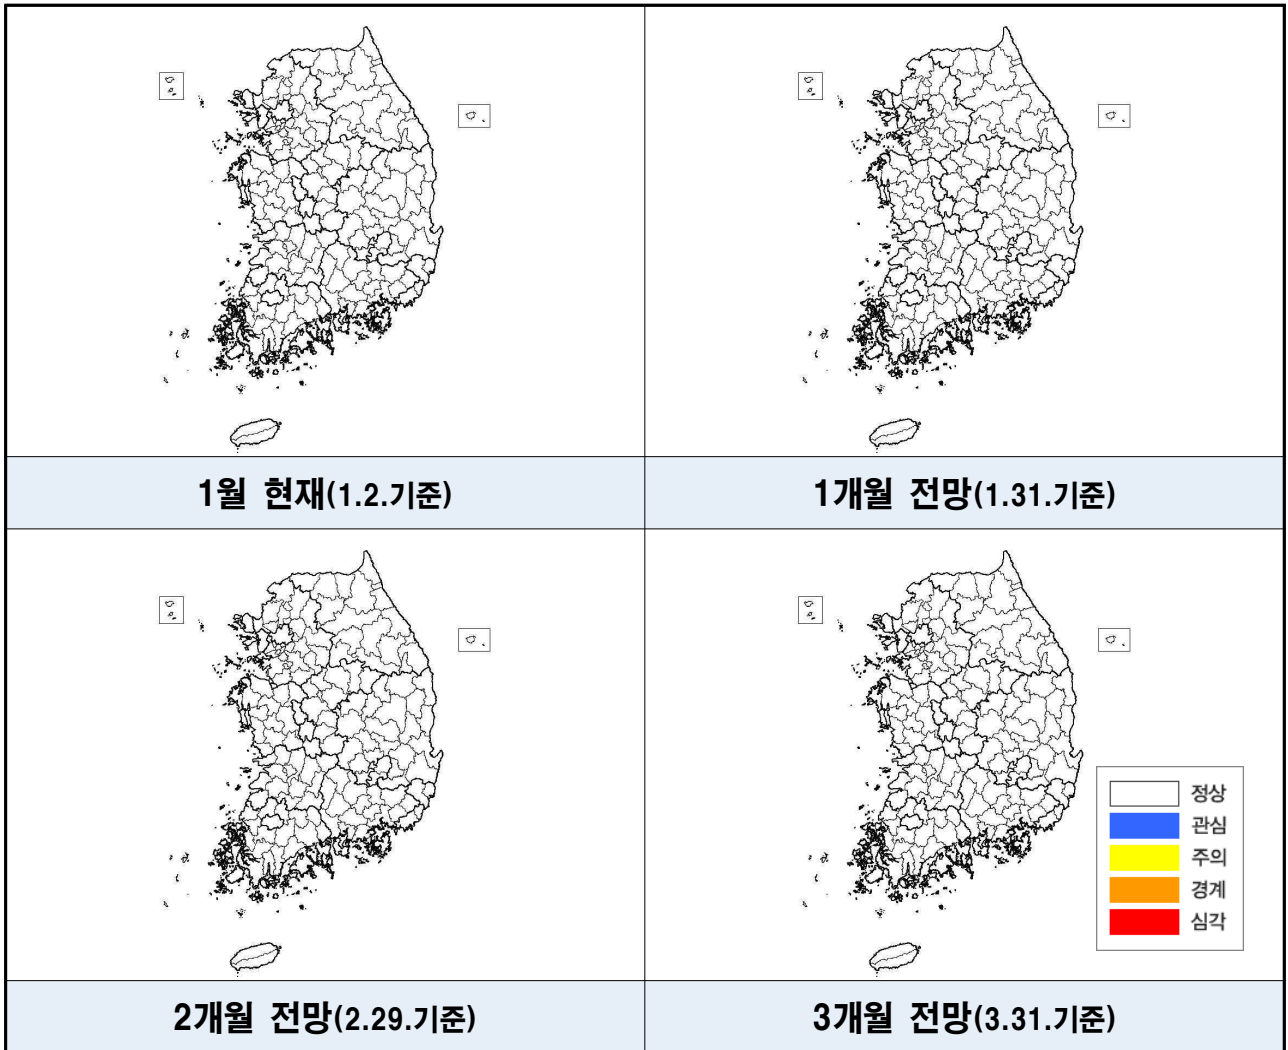 1월 현재(1.2.기준)
1개월 전망(1.31.기준)
정상
관심
주의
경계
심각
2개월 전망(2.29.기준)
3개월 전망(3.31.기준)